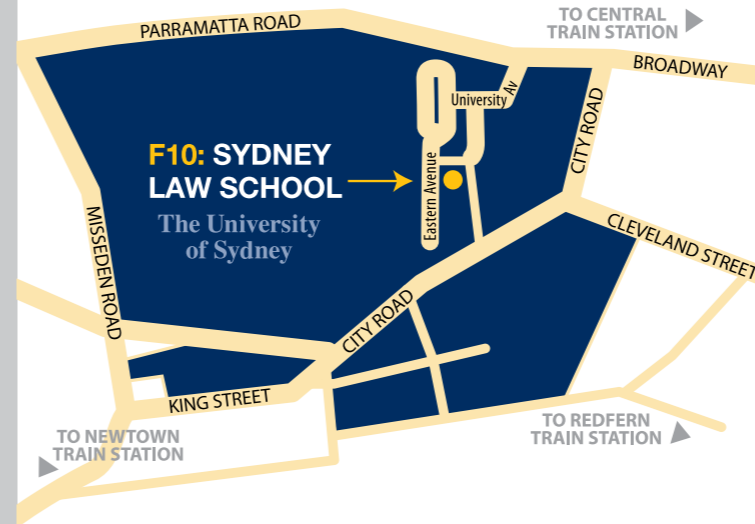 TO CENTRAL
TRAIN STATION
PARRAMATTA ROAD
BROADWAY
University Av
CITY ROAD
F10: SYDNEY
LAW SCHOOL
Eastern Avenue
The University
of Sydney
MISSEDEN ROAD
CLEVELAND STREET
CITY ROAD
KING STREET
TO NEWTOWN
TRAIN STATION
TO REDFERN
TRAIN STATION